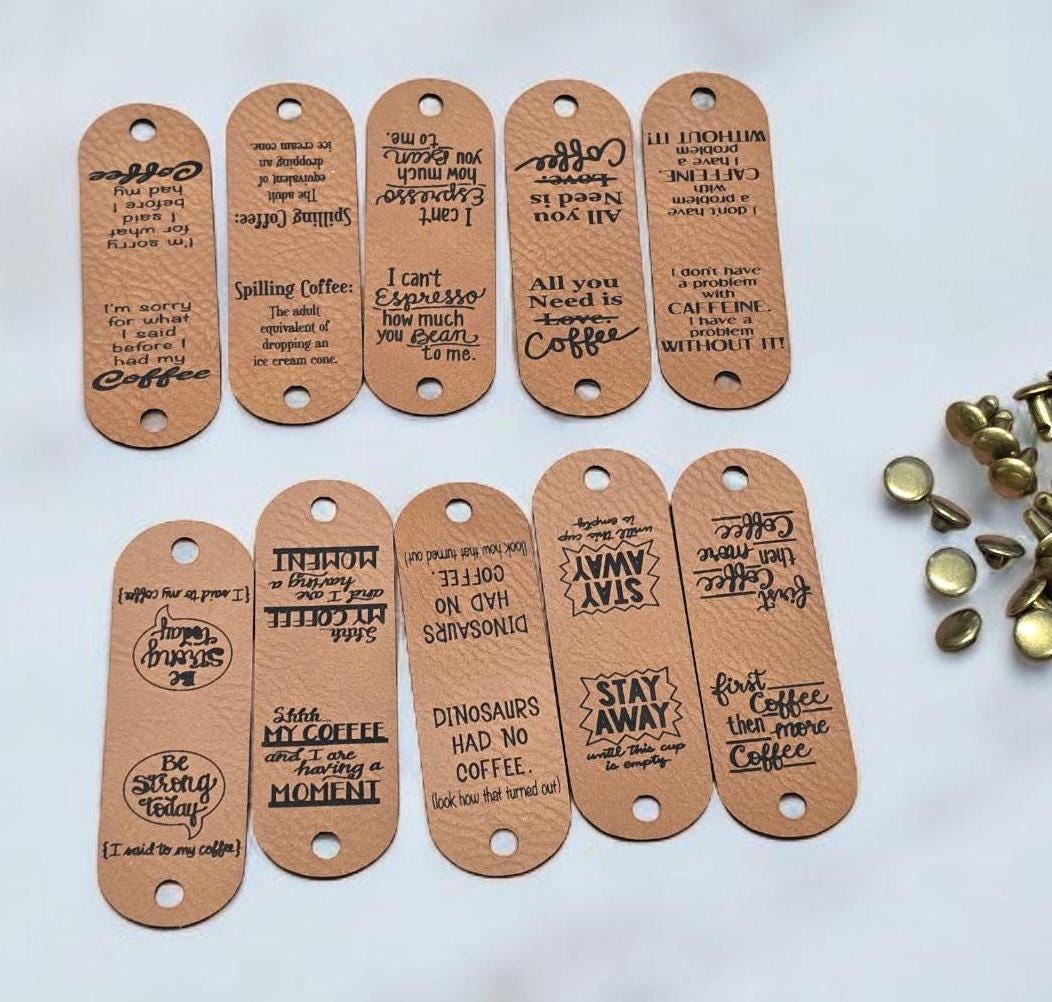 I'm sorry
for what
I said
before I
had my
Coffee
I'm sorry
for what
I said
before I
had my
Coffee
Spilling Coffee:
The adult
equivalent of
dropping an
ice cream cone.
Spilling Coffee:
The adult
equivalent of
dropping an
ice cream cone.
I can't
Espresso
how much
you Bean
to me.
I can't
Espresso
how much
you Bean
to me.
All you
Need is
Love.
Coffee
All you
Need is
Love.
Coffee
I don't have
a problem
with
CAFFEINE.
I have a
problem
WITHOUT IT!
I don't have
a problem
with
CAFFEINE.
I have a
problem
WITHOUT IT!
Be
Strong
today
{I said to my coffee}
Be
Strong
today
{I said to my coffee}
Shhh...
MY COFFEE
and I are
having a
MOMENT
Shhh...
MY COFFEE
and I are
having a
MOMENT
DINOSAURS
HAD NO
COFFEE.
(look how that turned out)
DINOSAURS
HAD NO
COFFEE.
(look how that turned out)
STAY
AWAY
until this cup
is empty
STAY
AWAY
until this cup
is empty
first
Coffee
then more
Coffee
first
Coffee
then more
Coffee